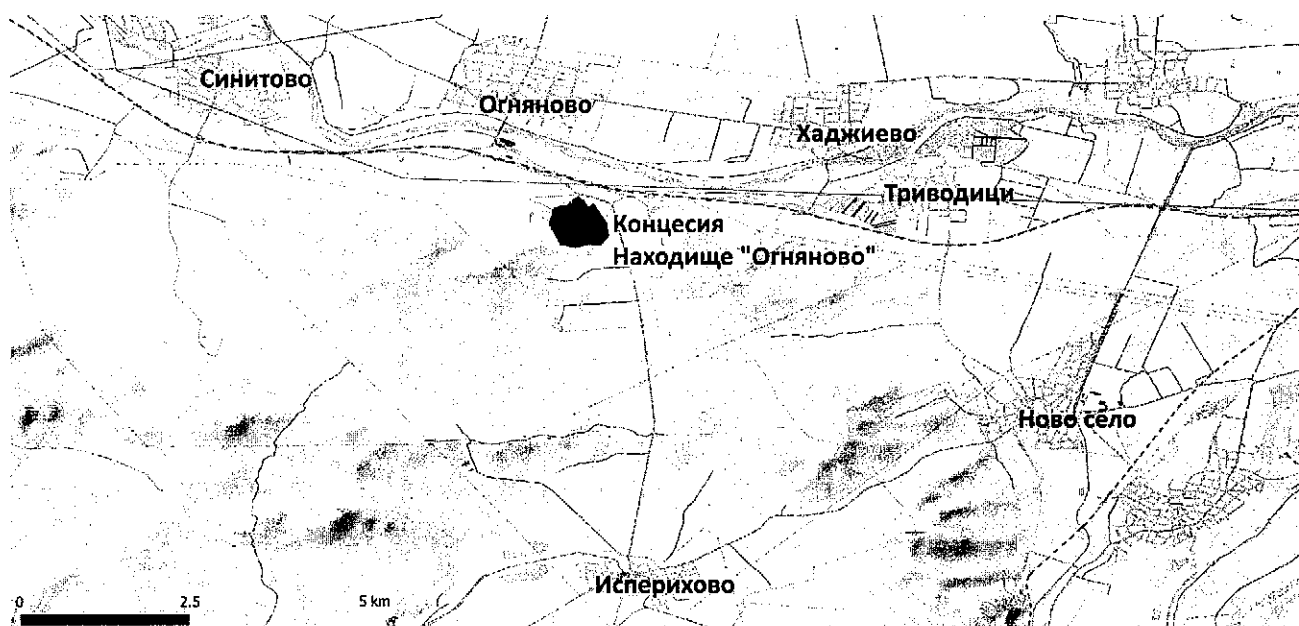 Синитово
Огняново
Хаджиево
Триводици
Концесия
Находище "Огняново"
Ново село
Исперихово
0 2.5 5 km